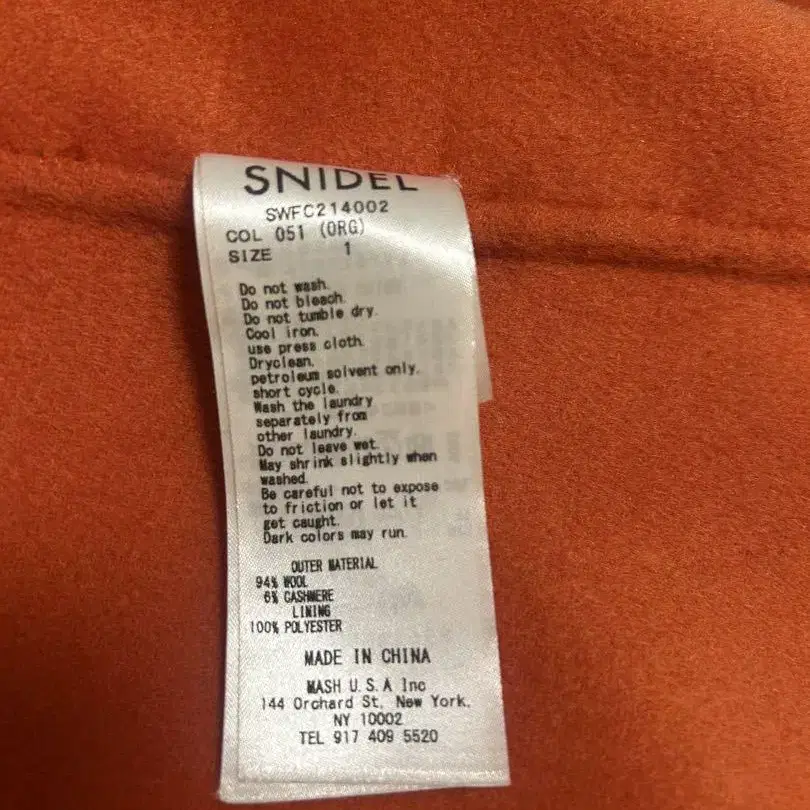 SNIDEL
SWFC214002
COL 051 (ORG)
SIZE 1
Do not wash.
Do not bleach.
Do not tumble dry.
Cool iron.
use press cloth.
Dryclean.
petroleum solvent only.
short cycle.
Wash the laundry
separately from
other laundry.
Do not leave wet.
May shrink slightly when
washed.
Be careful not to expose
to friction or let it
get caught.
Dark colors may run.
OUTER MATERIAL
94% WOOL
6% CASHMERE
LINING
100% POLYESTER
MADE IN CHINA
MASH U.S.A Inc
144 Orchard St. New York.
NY 10002
TEL 917 409 5520